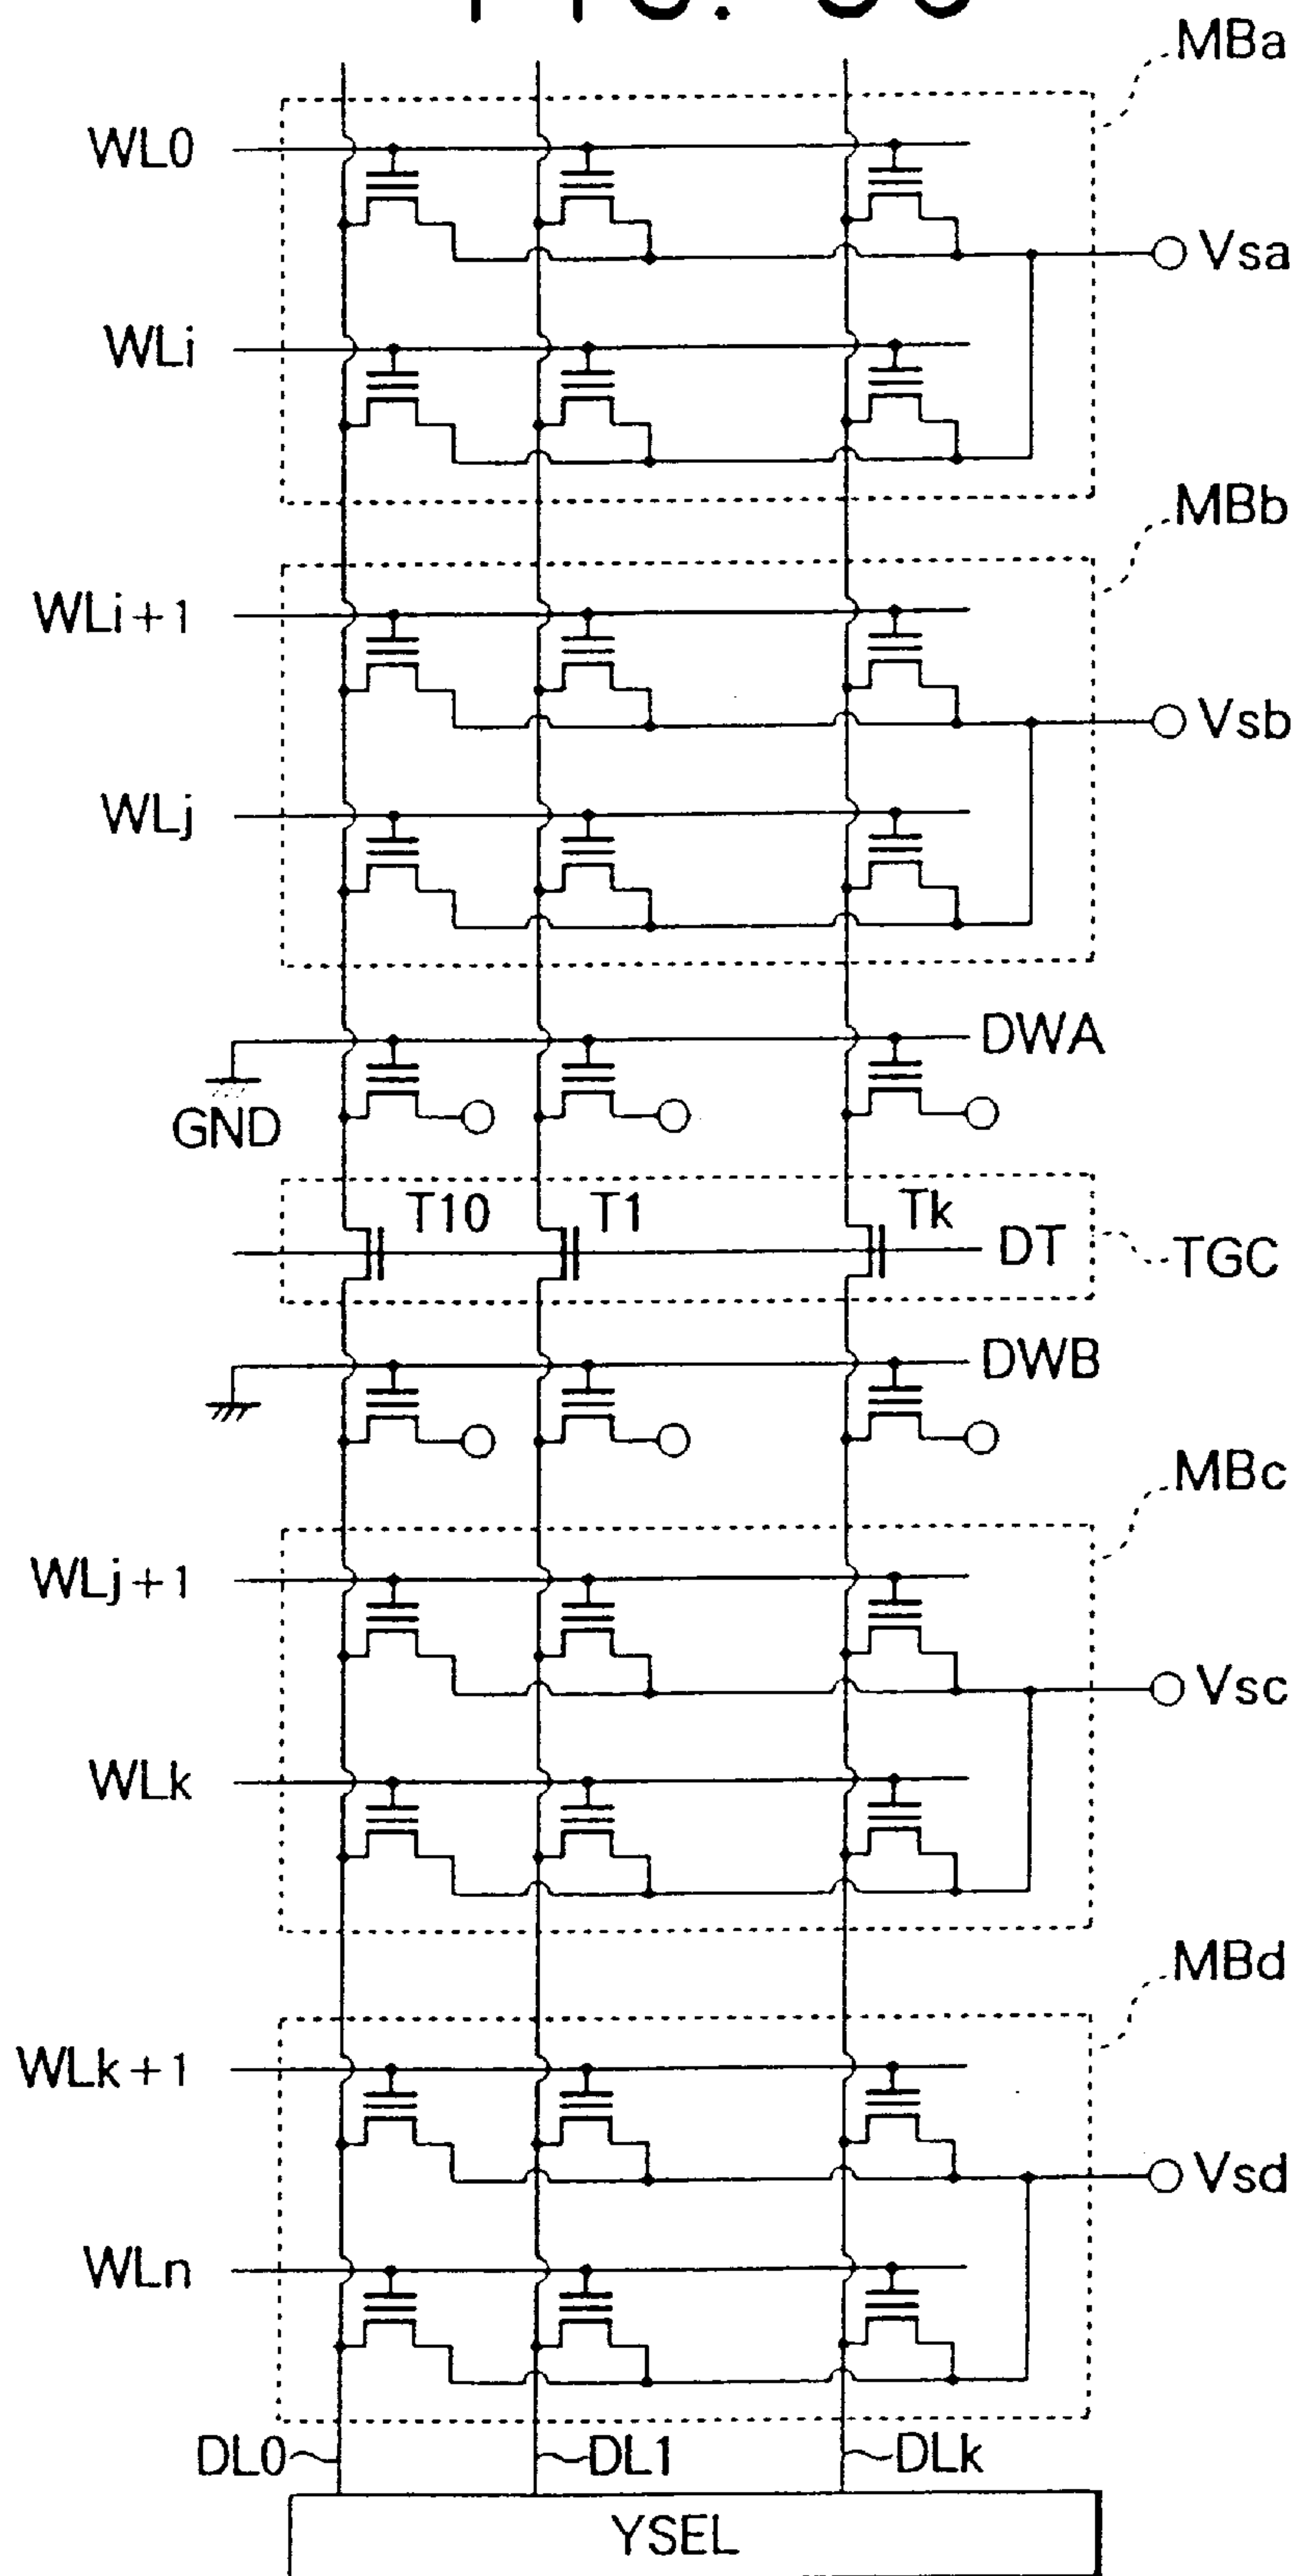 MBa
WL0
Vsa
WLi
MBb
WLi+1
Vsb
WLj
DWA
GND
T10 T1 Tk
DT
TGC
DWB
MBc
WLj+1
Vsc
WLk
MBd
WLk+1
Vsd
WLn
DL0 DL1 DLk
YSEL